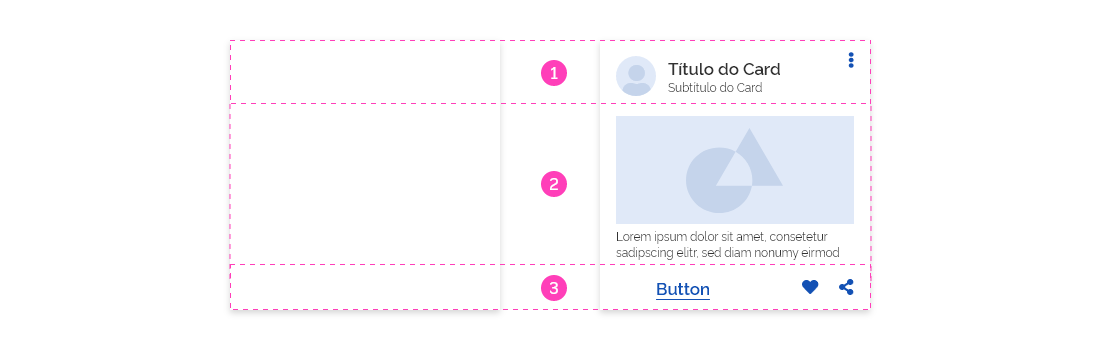 1
Título do Card
Subtítulo do Card
2
Lorem ipsum dolor sit amet, consetetur
sadipscing elitr, sed diam nonumy eirmod
3
Button